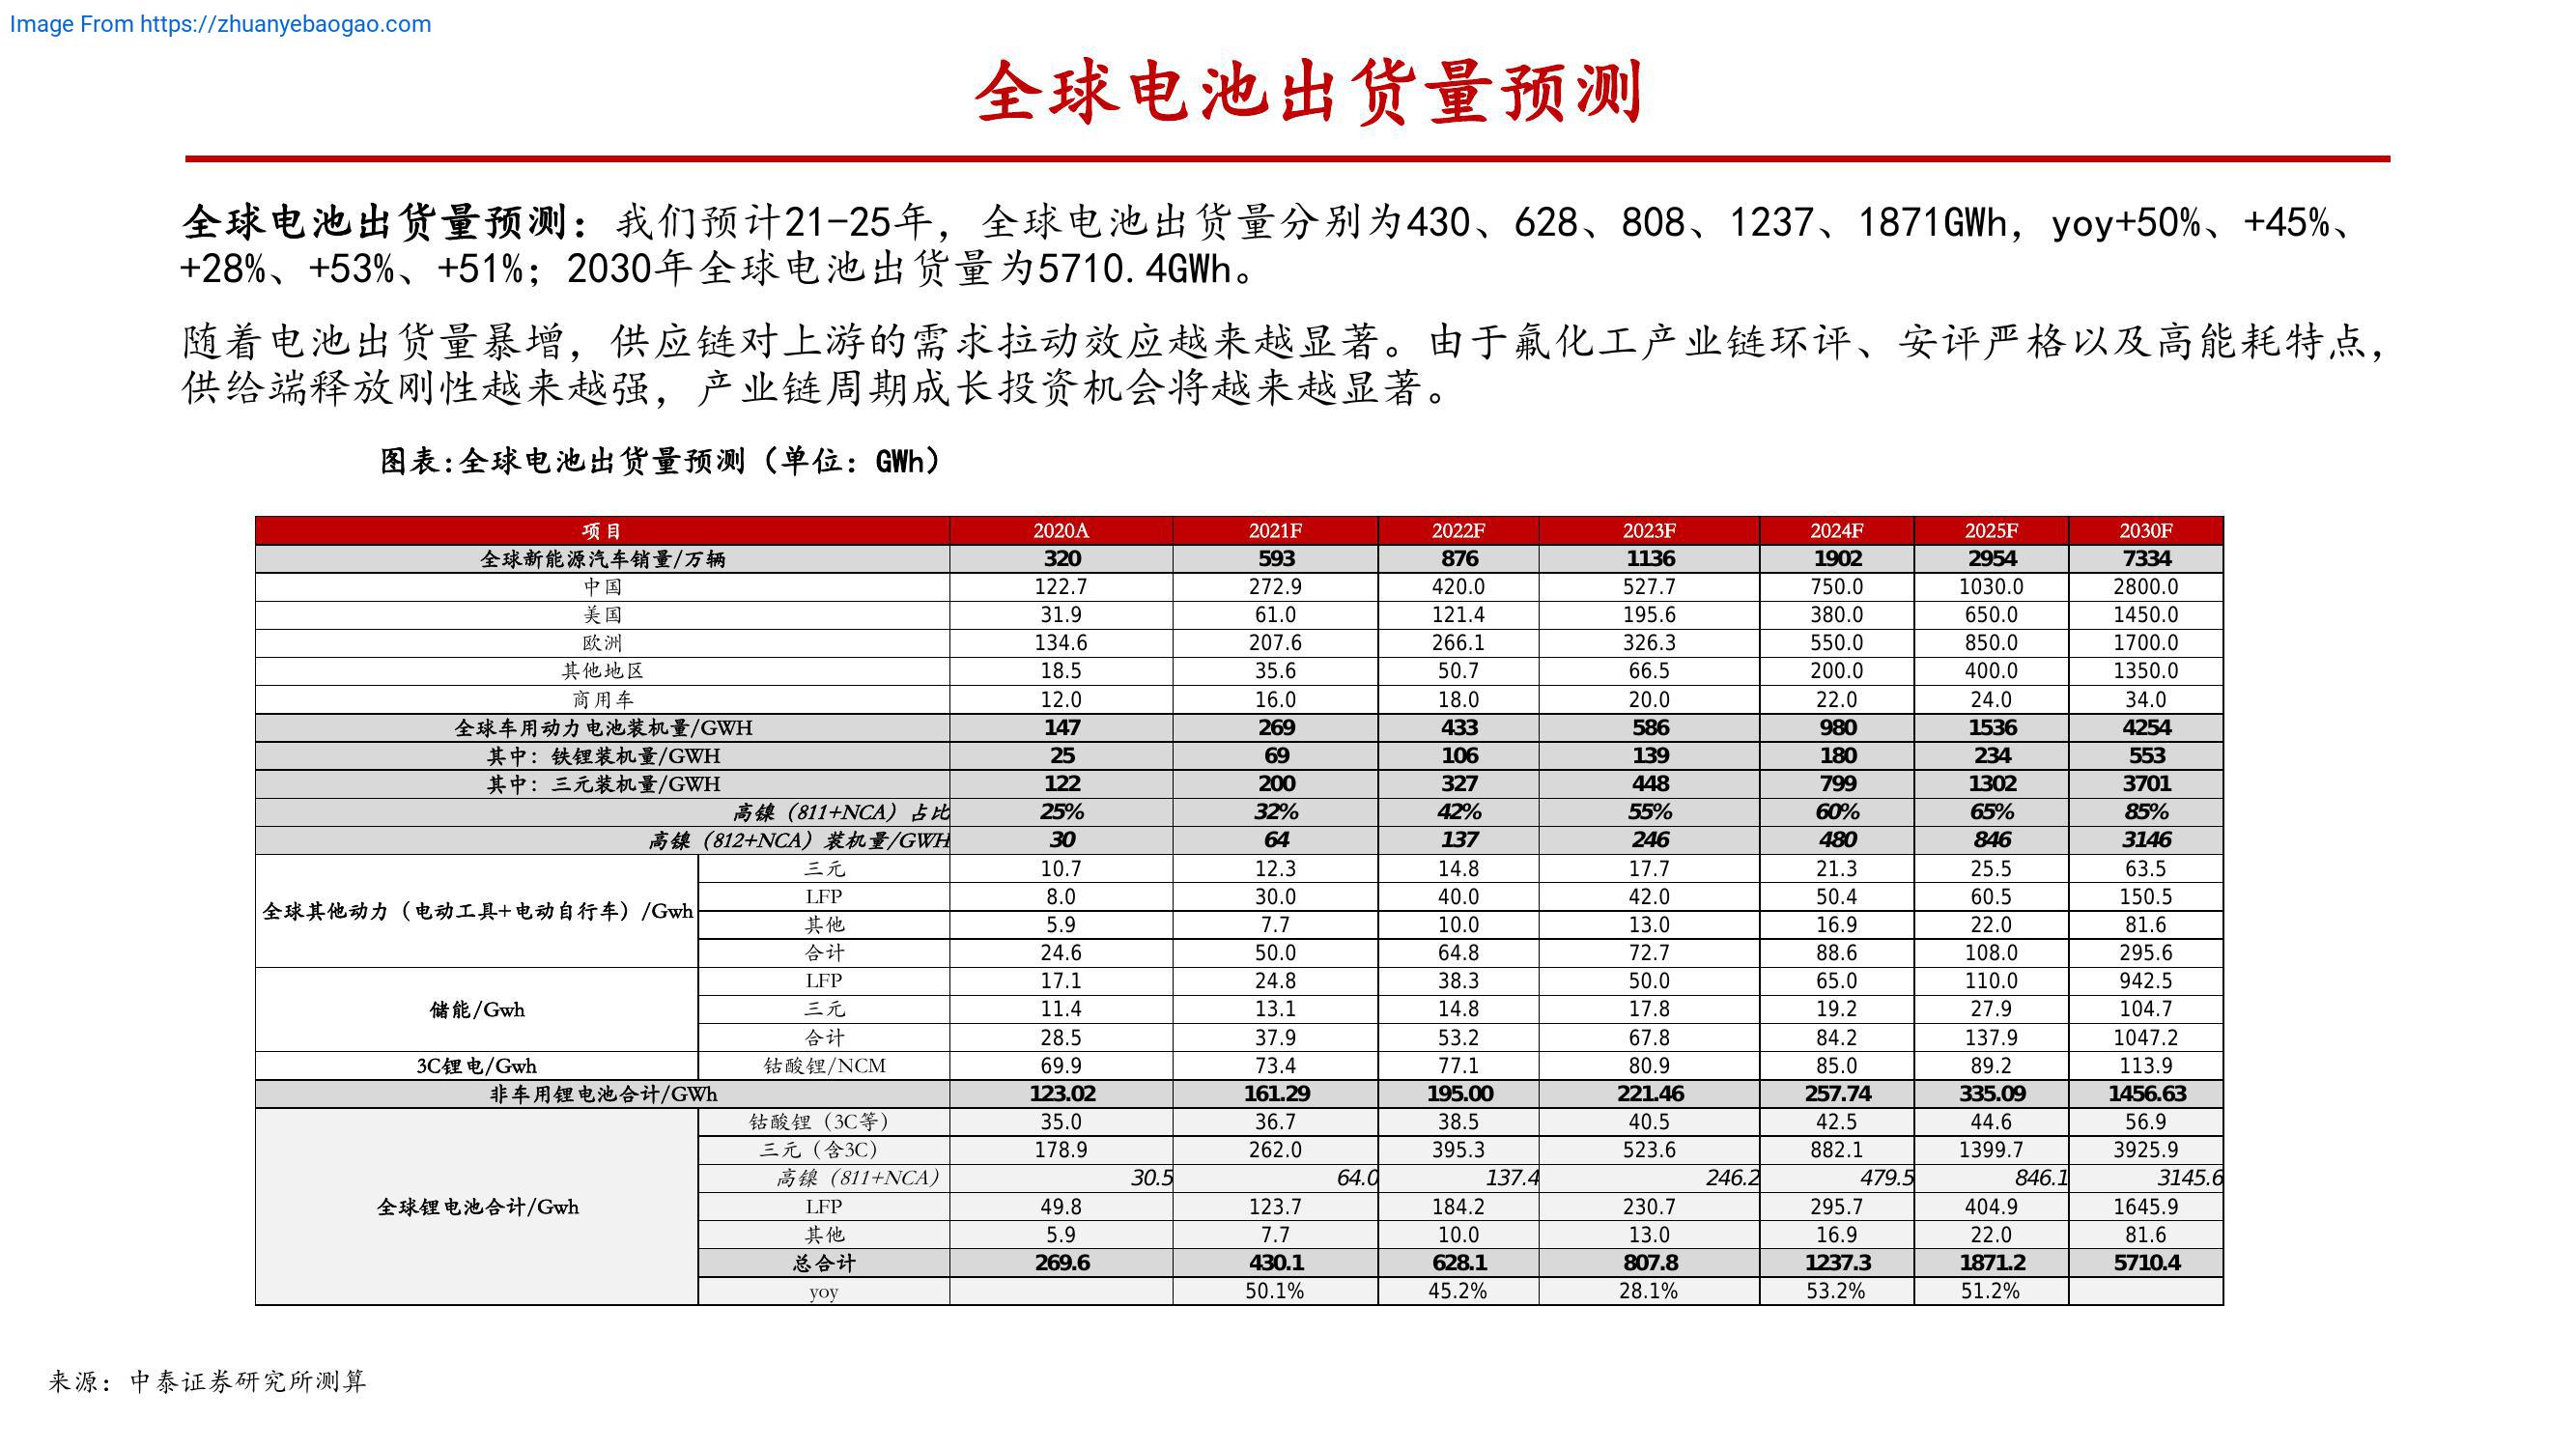 Image From https://zhuanyebaogao.com
全球电池出货量预测
全球电池出货量预测：我们预计21-25年，全球电池出货量分别为430、628、808、1237、1871GWh，yoy+50%、+45%、
+28%、+53%、+51%；2030年全球电池出货量为5710.4GWh。
随着电池出货量暴增，供应链对上游的需求拉动效应越来越显著。由于氟化工产业链环评、安评严格以及高能耗特点，
供给端释放刚性越来越强，产业链周期成长投资机会将越来越显著。
图表:全球电池出货量预测（单位：GWh）
项目 2020A 2021F 2022F 2023F 2024F 2025F 2030F
全球新能源汽车销量/万辆 320 593 876 1136 1902 2954 7334
中国 122.7 272.9 420.0 527.7 750.0 1030.0 2800.0
美国 31.9 61.0 121.4 195.6 380.0 650.0 1450.0
欧洲 134.6 207.6 266.1 326.3 550.0 850.0 1700.0
其他地区 18.5 35.6 50.7 66.5 200.0 400.0 1350.0
商用车 12.0 16.0 18.0 20.0 22.0 24.0 34.0
全球车用动力电池装机量/GWH 147 269 433 586 980 1536 4254
其中：铁锂装机量/GWH 25 69 106 139 180 234 553
其中：三元装机量/GWH 122 200 327 448 799 1302 3701
高镍（811+NCA）占比 25% 32% 42% 55% 60% 65% 85%
高镍（812+NCA）装机量/GWH 30 64 137 246 480 846 3146
全球其他动力（电动工具+电动自行车）/Gwh 三元 10.7 12.3 14.8 17.7 21.3 25.5 63.5
LFP 8.0 30.0 40.0 42.0 50.4 60.5 150.5
其他 5.9 7.7 10.0 13.0 16.9 22.0 81.6
合计 24.6 50.0 64.8 72.7 88.6 108.0 295.6
储能/Gwh LFP 17.1 24.8 38.3 50.0 65.0 110.0 942.5
三元 11.4 13.1 14.8 17.8 19.2 27.9 104.7
合计 28.5 37.9 53.2 67.8 84.2 137.9 1047.2
3C锂电/Gwh 钴酸锂/NCM 69.9 73.4 77.1 80.9 85.0 89.2 113.9
非车用锂电池合计/GWh 123.02 161.29 195.00 221.46 257.74 335.09 1456.63
全球锂电池合计/Gwh 钴酸锂（3C等） 35.0 36.7 38.5 40.5 42.5 44.6 56.9
三元（含3C） 178.9 262.0 395.3 523.6 882.1 1399.7 3925.9
高镍（811+NCA） 30.5 64.0 137.4 246.2 479.5 846.1 3145.6
LFP 49.8 123.7 184.2 230.7 295.7 404.9 1645.9
其他 5.9 7.7 10.0 13.0 16.9 22.0 81.6
总合计 269.6 430.1 628.1 807.8 1237.3 1871.2 5710.4
yoy 50.1% 45.2% 28.1% 53.2% 51.2%
来源：中泰证券研究所测算